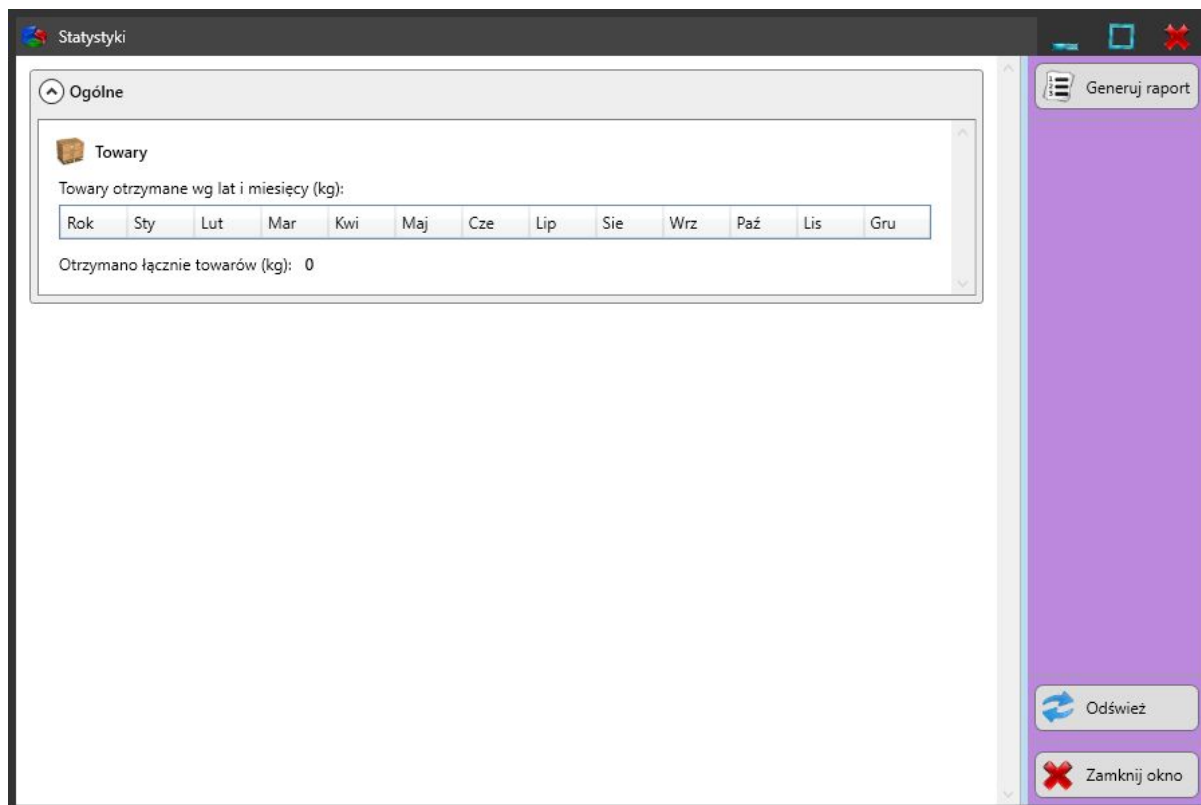 Statystyki
Generuj raport
Ogólne
Towary
Towary otrzymane wg lat i miesięcy (kg):
Rok Sty Lut Mar Kwi Maj Cze Lip Sie Wrz Paź Lis Gru
Otrzymano łącznie towarów (kg): 0
Odśwież
Zamknij okno